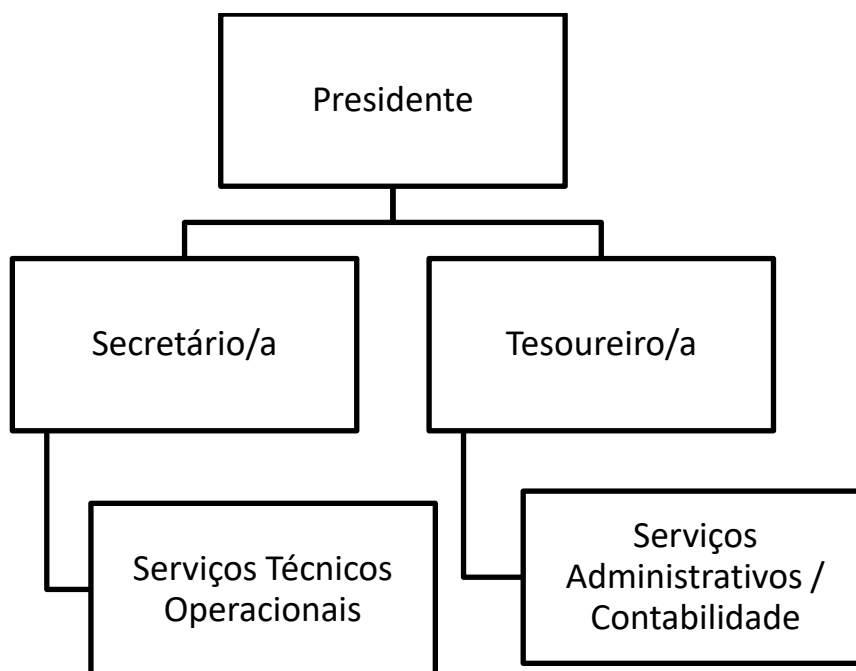 Presidente
Secretário/a
Tesoureiro/a
Serviços Técnicos
Operacionais
Serviços
Administrativos /
Contabilidade